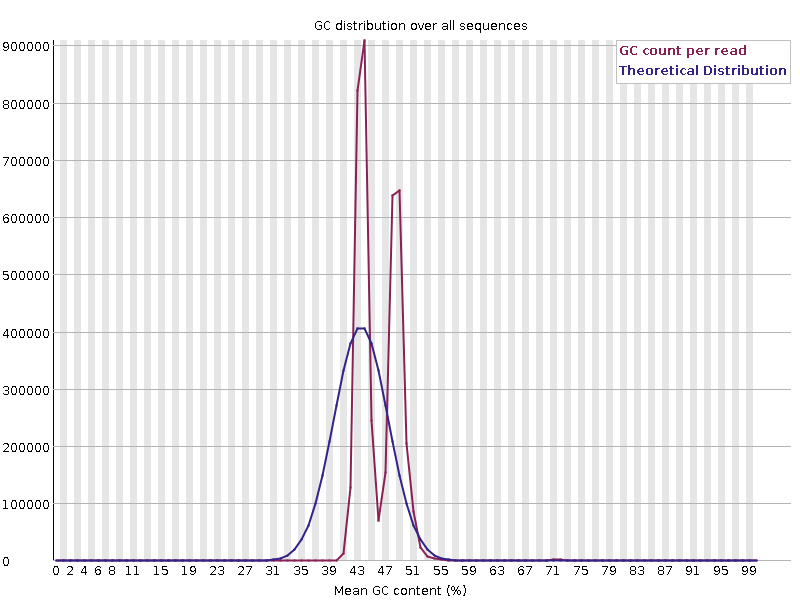 GC distribution over all sequences
GC count per read
Theoretical Distribution
900000
800000
700000
600000
500000
400000
300000
200000
100000
0
0 2 4 6 8 11 15 19 23 27 31 35 39 43 47 51 55 59 63 67 71 75 79 83 87 91 95 99
Mean GC content (%)